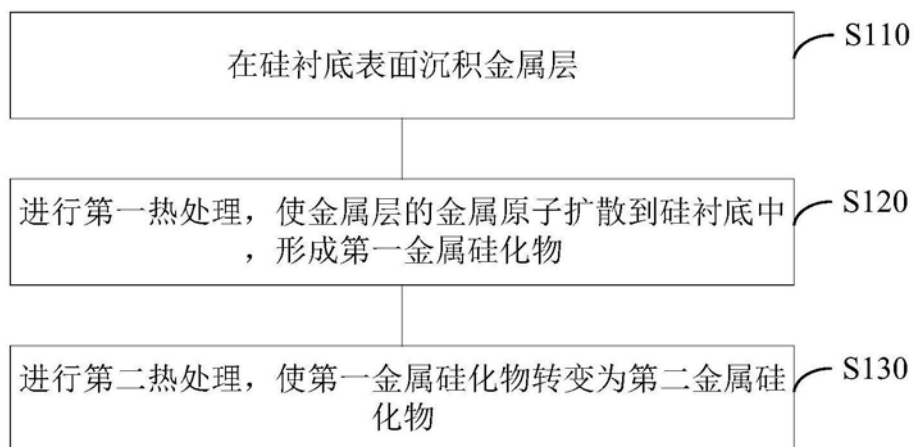 在硅衬底表面沉积金属层
S110
进行第一热处理，使金属层的金属原子扩散到硅衬底中
，形成第一金属硅化物
S120
进行第二热处理，使第一金属硅化物转变为第二金属硅
化物
S130